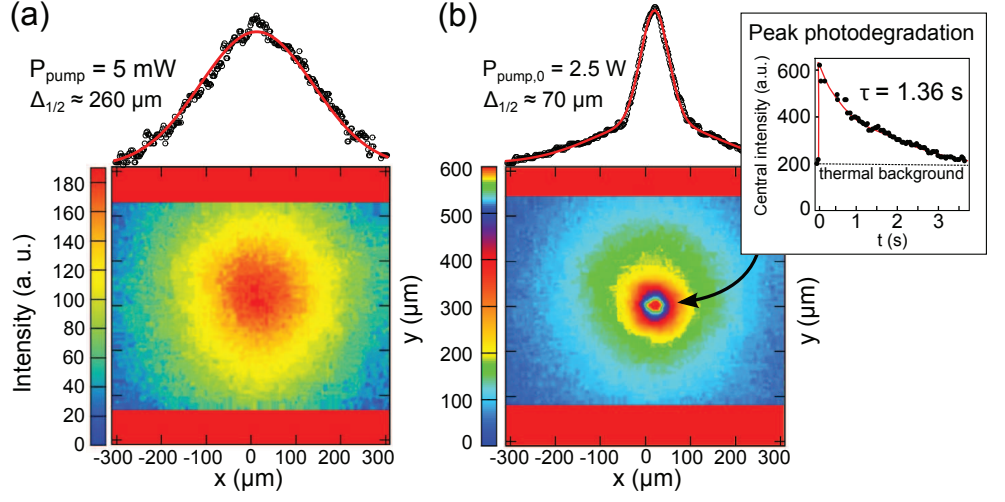 (a)
P_pump = 5 mW
Δ_1/2 ≈ 260 µm
Intensity (a. u.)
180
160
140
120
100
80
60
40
20
0
-300 -200 -100 0 100 200 300
x (µm)
y (µm)
(b)
P_pump,0 = 2.5 W
Δ_1/2 ≈ 70 µm
600
500
400
300
200
100
0
-300 -200 -100 0 100 200 300
x (µm)
y (µm)
Peak photodegradation
Central intensity (a.u.)
600
400
200
0
τ = 1.36 s
thermal background
0 1 2 3
t (s)